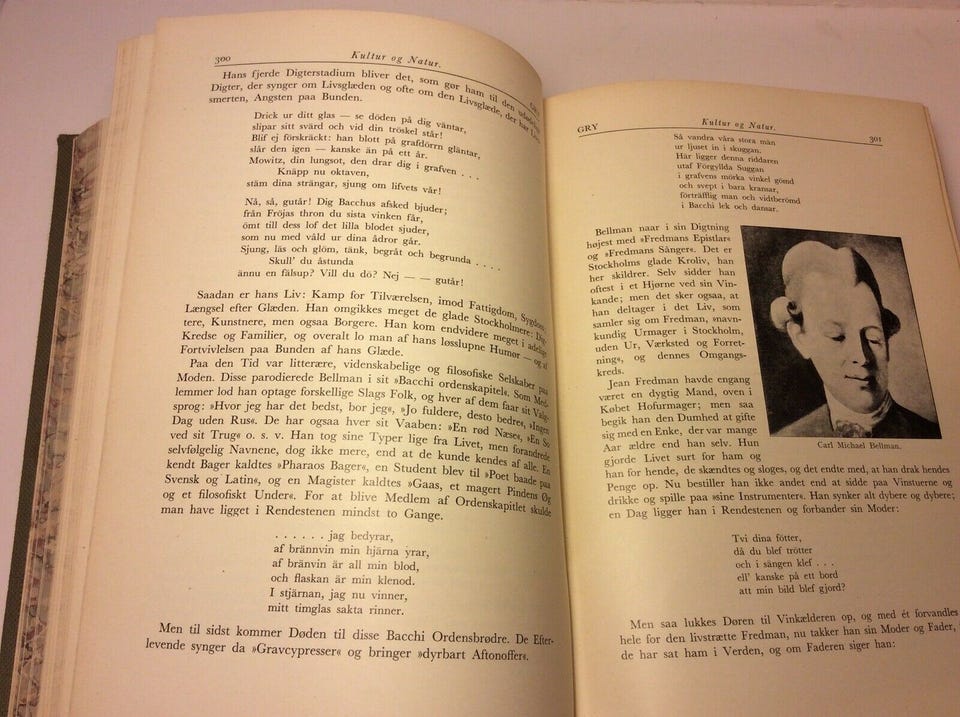 300
Kultur og Natur.
GRY
Hans fjerde Digterstadium bliver det, som gør ham til den udødelige
Digter, der synger om Livsglæden og ofte om den Livsglæde, der har Livs-
smerten, Angsten paa Bunden.
Drick ur ditt glas — se döden på dig väntar,
slipar sitt svärd och vid din tröskel står!
Blif ej förskräckt: han blott på grafdörrn gläntar,
slår den igen — kanske än på ett år.
Mowitz, din lungsot, den drar dig i grafven . . .
Knäpp nu oktaven,
stäm dina strängar, sjung om lifvets vår!
Nå, så, gutår! Dig Bacchus afsked bjuder;
från Fröjas thron du sista vinken får,
ömt till dess lof det lilla blodet sjuder,
som nu med våld ur dina ådror går.
Sjung, läs och glöm, tänk, begråt och begrunda . . . .
Skull' du åstunda
ännu en fälsup? Vill du dö? Nej — — gutår!
Saadan er hans Liv: Kamp for Tilværelsen, imod Fattigdom, Sygdom,
Længsel efter Glæden. Han omgikkes meget de glade Stockholmere: Dig-
tere, Kunstnere, men ogsaa Borgere. Han kom endvidere meget i adelige
Kredse og Familier, og overalt lo man af hans løsslupne Humør — og af
Fortvivlelsen paa Bunden af hans Glæde.
Paa den Tid var litterære, videnskabelige og filosofiske Selskaber paa
Moden. Disse parodierede Bellman i sit »Bacchi ordenskapitel«. Som Med-
lemmer lod han optage forskellige Slags Folk, og hver af dem faar sit Valg-
sprog: »Hvor jeg har det bedst, bor jeg«, »Jo fuldere, desto bedre«, »Ingen
Dag uden Rus«. De har ogsaa hver sit Vaaben: »En rød Næse«, »En So
ved sit Trug« o. s. v. Han tog sine Typer lige fra Livet, men forandrede
selvfølgelig Navnene, dog ikke mere, end at de kunde kendes af alle. En
kendt Bager kaldtes »Pharaos Bager«, en Student blev til »Poet baade paa
Svensk og Latin«, og en Magister kaldtes »Gaas, et magert Pindens Øg
og et filosofiskt Under«. For at blive Medlem af Ordenskapitlet skulde
man have ligget i Rendestenen mindst to Gange.
. . . . . . jag bedyrar,
af brännvin min hjärna yrar,
af bränvin är all min blod,
och flaskan är min klenod.
I stjärnan, jag nu vinner,
mitt timglas sakta rinner.
Men til sidst kommer Døden til disse Bacchi Ordensbrødre. De Efter-
levende synger da »Gravcypresser« og bringer »dyrbart Aftonoffer«.
GRY
Kultur og Natur.
301
Så vandra våra stora män
ur ljuset in i skuggan.
Här ligger denna riddaren
utaf Förgyllda Suggan
i grafvens mörka vinkel gömd
och svept i bara kransar,
förträfflig man och vidtberömd
i Bacchi lek och dansar.
Bellman naar i sin Digtning
højest med »Fredmans Epistlar«
og »Fredmans Sånger«. Det er
Stockholms glade Kroliv, han
her skildrer. Selv sidder han
oftest i et Hjørne ved sin Vin-
kande; men det sker ogsaa, at
han deltager i det Liv, som
samler sig om Fredman, »navn-
kundig Urmager i Stockholm,
uden Ur, Værksted og Forret-
ning«, og dennes Omgangs-
kreds.
Jean Fredman havde engang
været en dygtig Mand, oven i
Købet Hofurmager; men saa
begik han den Dumhed at gifte
sig med en Enke, der var mange
Aar ældre end han selv. Hun
gjorde Livet surt for ham og
han for hende, de skændtes og sloges, og det endte med, at han drak hendes
Penge op. Nu bestiller han ikke andet end at sidde paa Vinstuerne og
drikke og spille paa »sine Instrumenter«. Han synker alt dybere og dybere;
en Dag ligger han i Rendestenen og forbander sin Moder:
Carl Michael Bellman.
Tvi dina fötter,
då du blef trötter
och i sängen klef . . .
ell' kanske på ett bord
att min bild blef gjord?
Men saa lukkes Døren til Vinkælderen op, og med ét forvandles
hele for den livstrætte Fredman, nu takker han sin Moder og Fader,
de har sat ham i Verden, og om Faderen siger han: